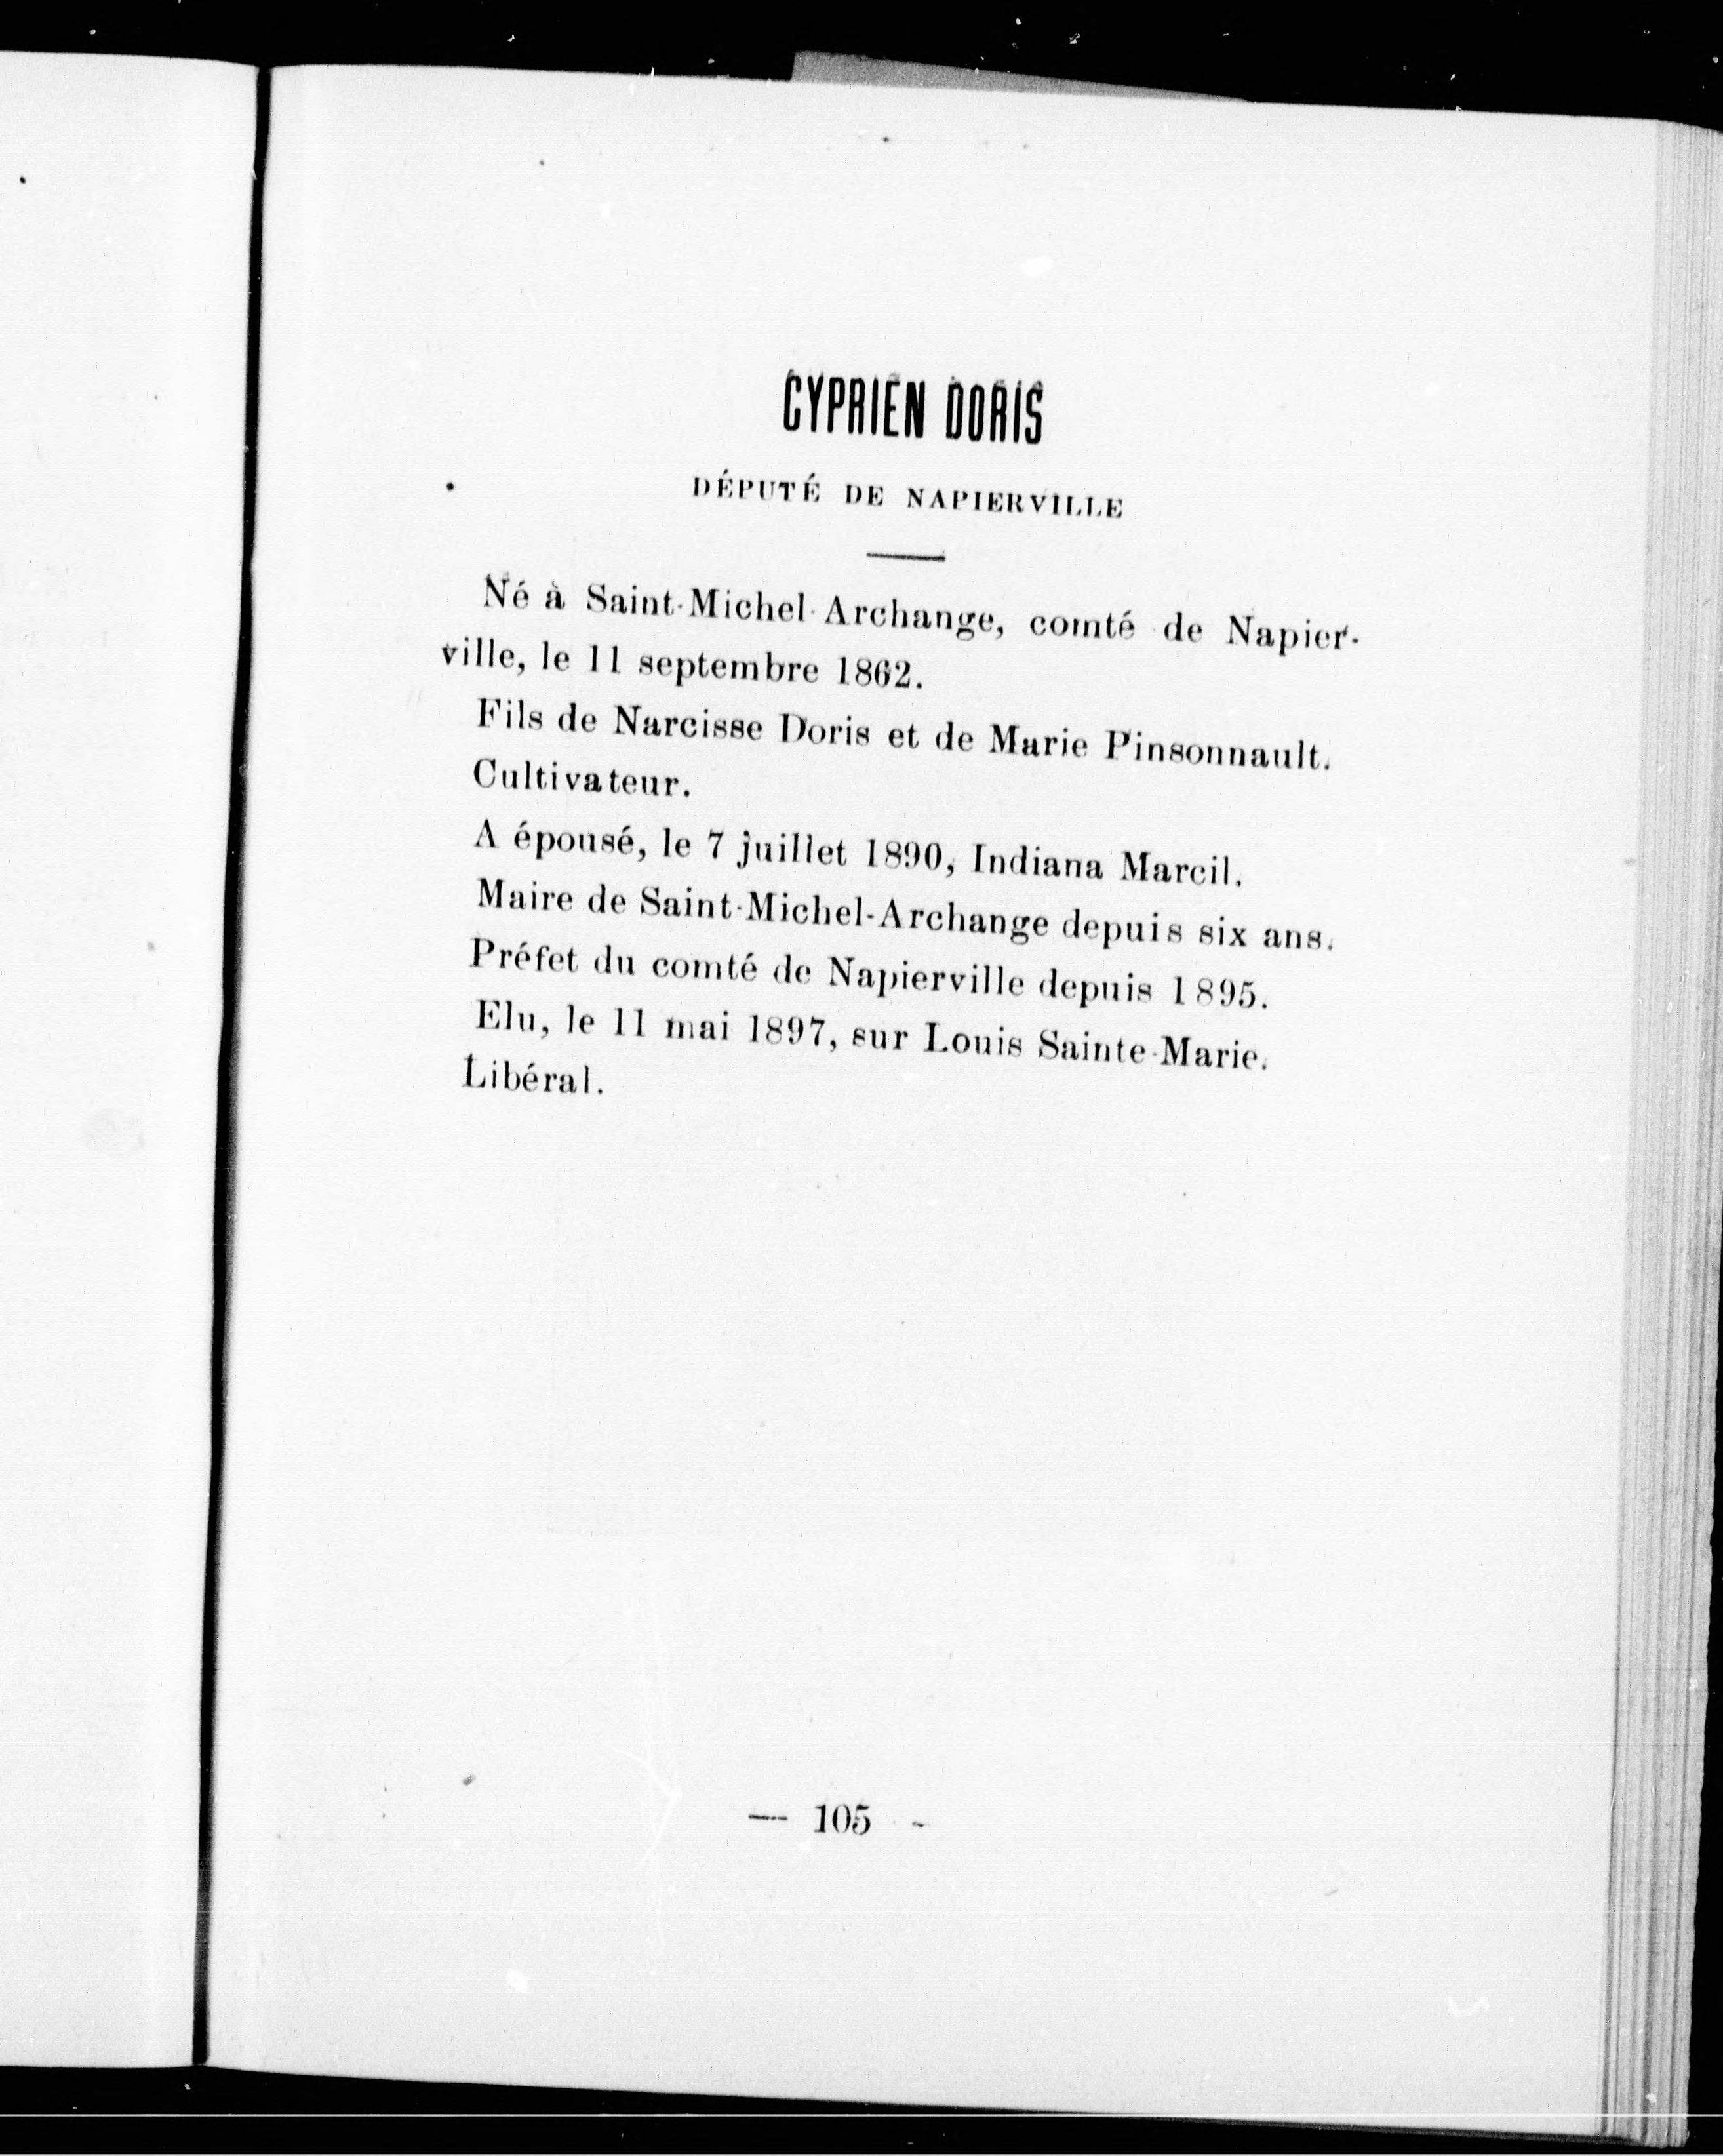 CYPRIEN DORIS
DÉPUTÉ DE NAPIERVILLE
Né à Saint-Michel-Archange, comté de Napier-
ville, le 11 septembre 1862.
Fils de Narcisse Doris et de Marie Pinsonnault.
Cultivateur.
A épousé, le 7 juillet 1890, Indiana Marcil.
Maire de Saint-Michel-Archange depuis six ans.
Préfet du comté de Napierville depuis 1895.
Elu, le 11 mai 1897, sur Louis Sainte-Marie.
Libéral.
— 105 -